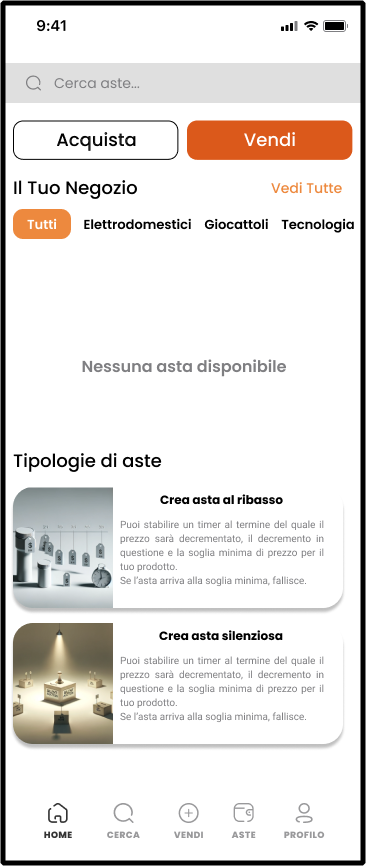 9:41
Cerca aste...
Acquista Vendi
Il Tuo Negozio Vedi Tutte
Tutti Elettrodomestici Giocattoli Tecnologia
Nessuna asta disponibile
Tipologie di aste
Crea asta al ribasso
Puoi stabilire un timer al termine del quale il
prezzo sarà decrementato, il decremento in
questione e la soglia minima di prezzo per il
tuo prodotto.
Se l’asta arriva alla soglia minima, fallisce.
Crea asta silenziosa
Puoi stabilire un timer al termine del quale il
prezzo sarà decrementato, il decremento in
questione e la soglia minima di prezzo per il
tuo prodotto.
Se l’asta arriva alla soglia minima, fallisce.
HOME CERCA VENDI ASTE PROFILO